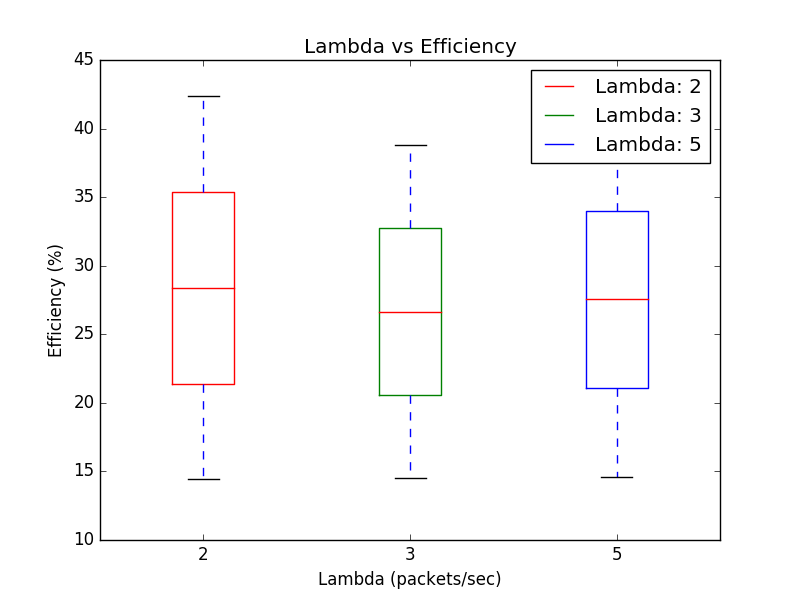 Lambda vs Efficiency
Lambda: 2
Lambda: 3
Lambda: 5
45
40
35
30
25
20
15
10
Efficiency (%)
2 3 5
Lambda (packets/sec)